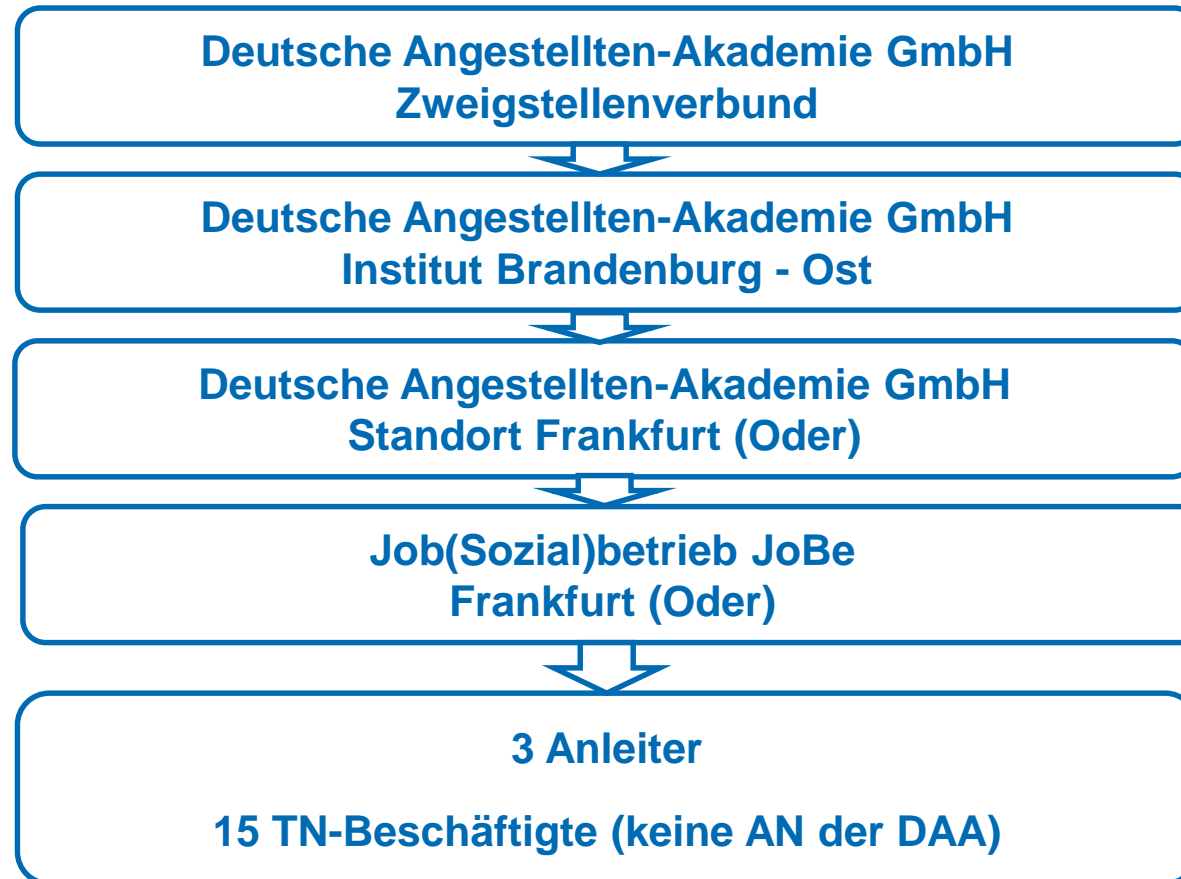 Deutsche Angestellten-Akademie GmbH
Zweigstellenverbund
Deutsche Angestellten-Akademie GmbH
Institut Brandenburg - Ost
Deutsche Angestellten-Akademie GmbH
Standort Frankfurt (Oder)
Job(Sozial)betrieb JoBe
Frankfurt (Oder)
3 Anleiter
15 TN-Beschäftigte (keine AN der DAA)